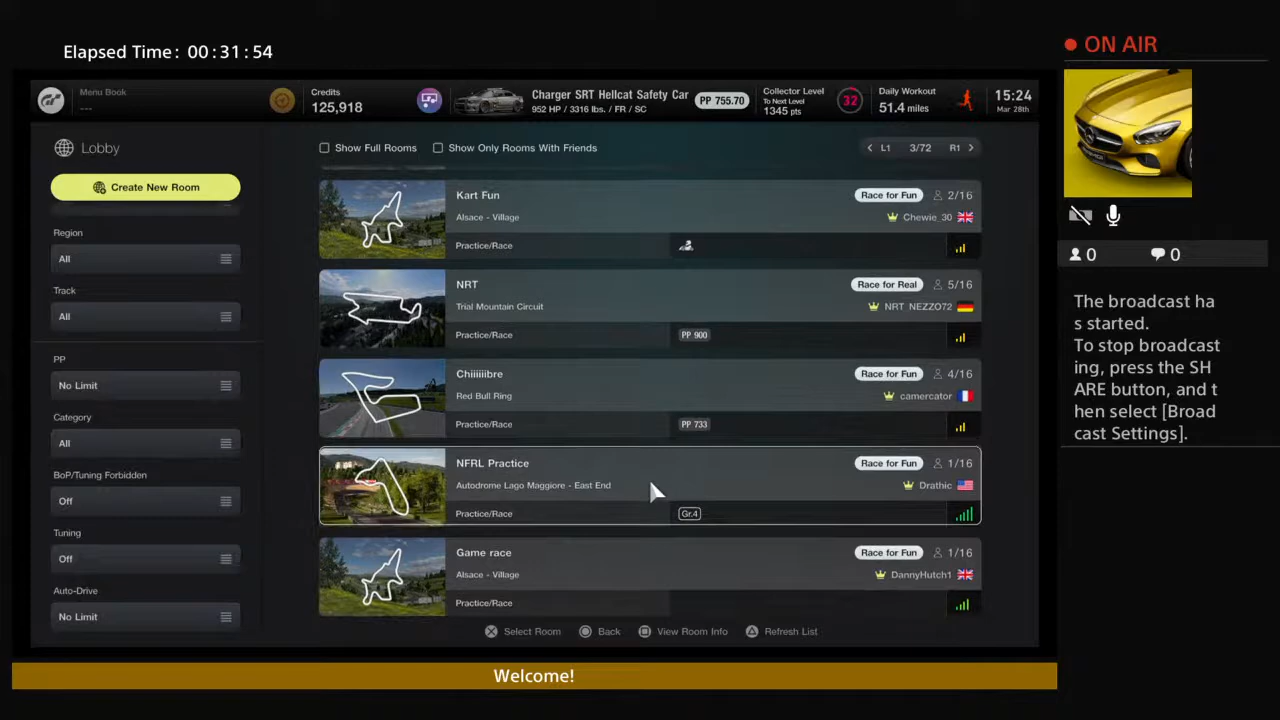 Elapsed Time: 00:31:54
ON AIR
Menu Book
---
Credits
125,918
Charger SRT Hellcat Safety Car
952 HP / 3316 lbs. / FR / SC
PP 755.70
Collector Level
To Next Level
1345 pts
32
Daily Workout
51.4 miles
15:24
Mar 28th
Lobby
Show Full Rooms
Show Only Rooms With Friends
L1 3/72 R1
Create New Room
Region
All
Track
All
PP
No Limit
Category
All
BoP/Tuning Forbidden
Off
Tuning
Off
Auto-Drive
No Limit
Kart Fun
Race for Fun
2/16
Alsace - Village
Chewie_30
Practice/Race
NRT
Race for Real
5/16
Trial Mountain Circuit
NRT_NEZZO72
Practice/Race
PP 900
Chiiiiiibre
Race for Fun
4/16
Red Bull Ring
camercator
Practice/Race
PP 733
NFRL Practice
Race for Fun
1/16
Autodrome Lago Maggiore - East End
Drathic
Practice/Race
Gr.4
Game race
Race for Fun
1/16
Alsace - Village
DannyHutch1
Practice/Race
Select Room
Back
View Room Info
Refresh List
0
0
The broadcast ha
s started.
To stop broadcast
ing, press the SH
ARE button, and t
hen select [Broad
cast Settings].
Welcome!